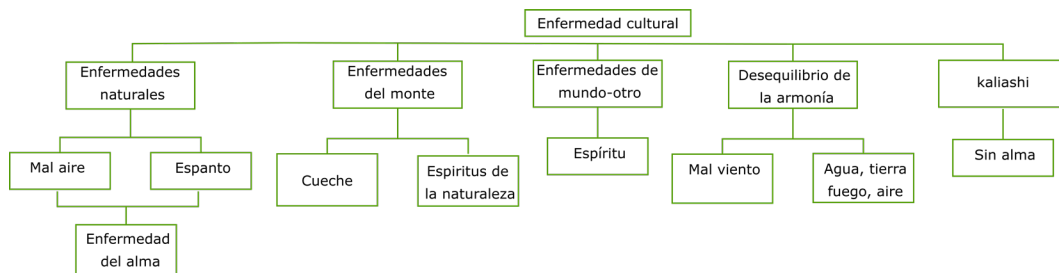 Enfermedad cultural
Enfermedades
naturales
Enfermedades
del monte
Enfermedades de
mundo-otro
Desequilibrio de
la armonía
kaliashi
Mal aire
Espanto
Cueche
Espiritus de
la naturaleza
Espíritu
Mal viento
Agua, tierra
fuego, aire
Sin alma
Enfermedad
del alma